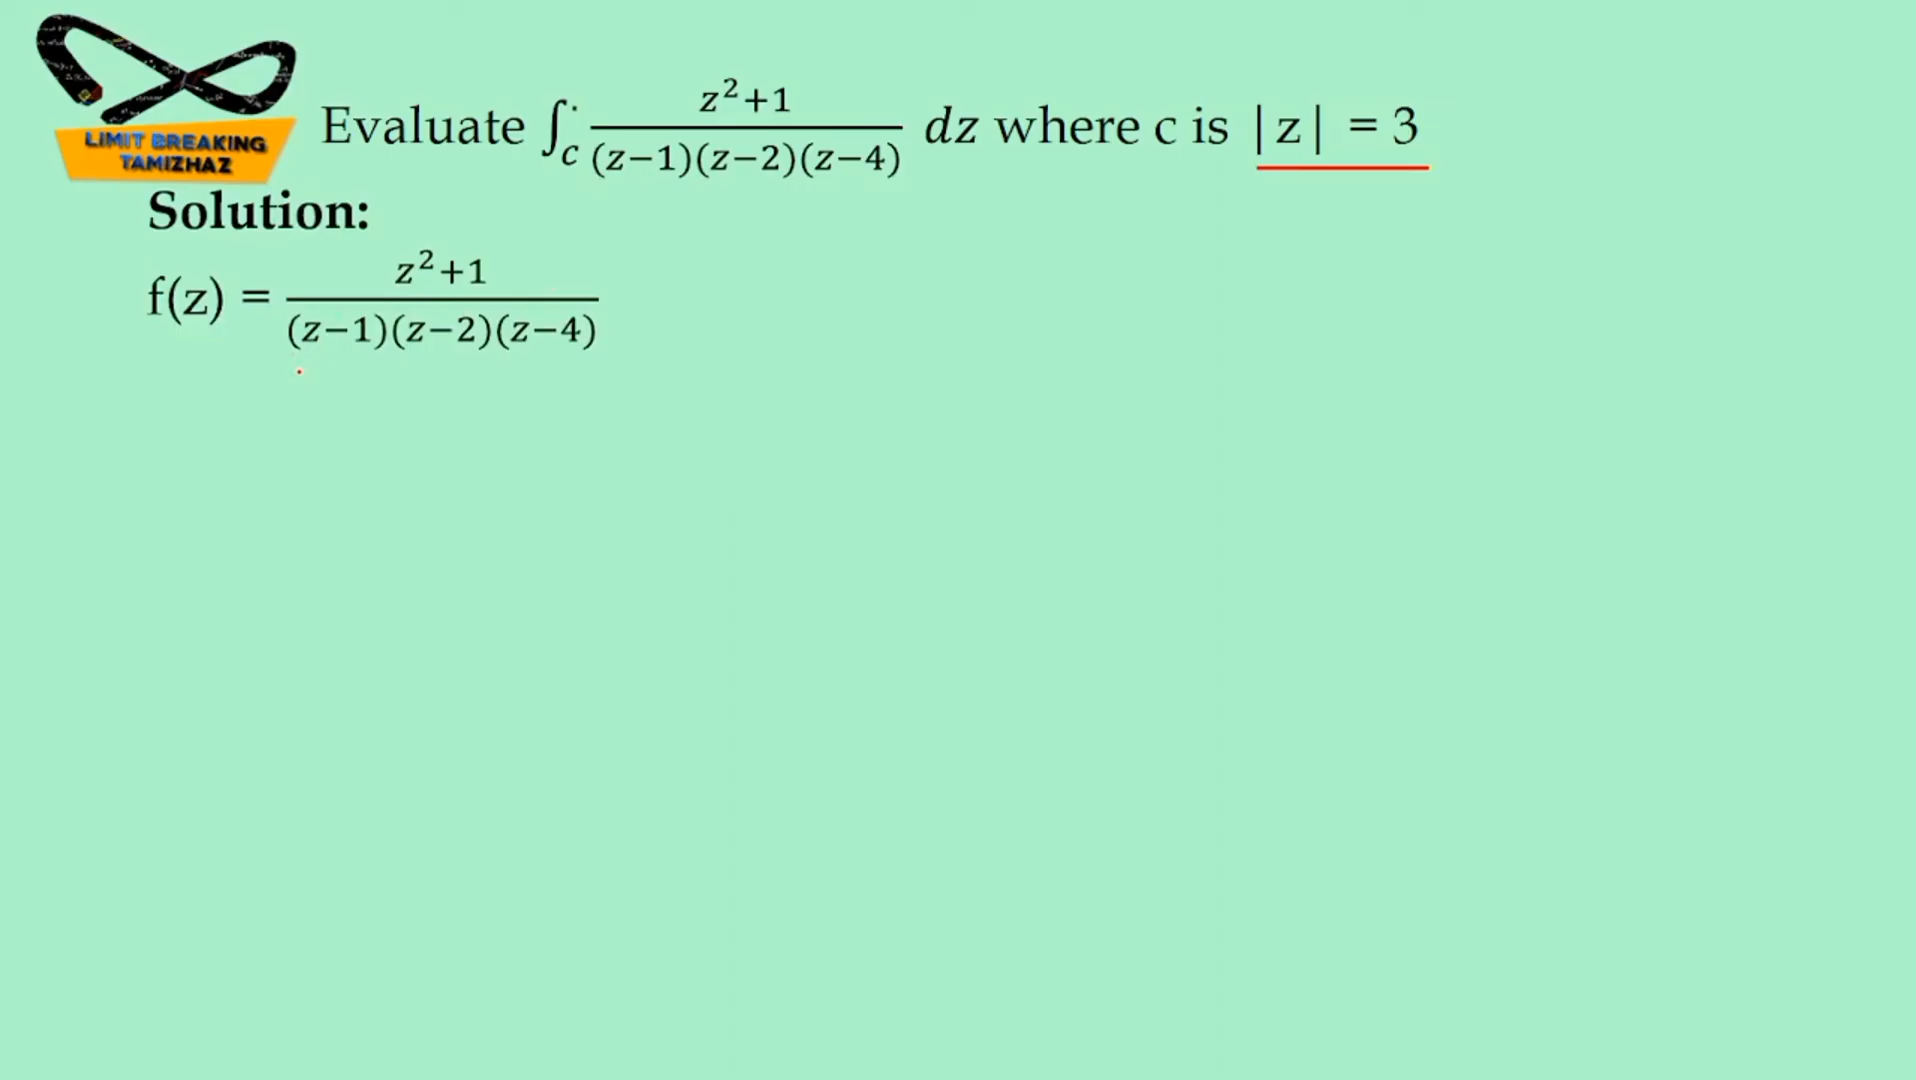 LIMIT BREAKING
TAMIZHAZ
Evaluate ∫_c (z²+1)/((z−1)(z−2)(z−4)) dz where c is |z| = 3
Solution:
f(z) = (z²+1)/((z−1)(z−2)(z−4))